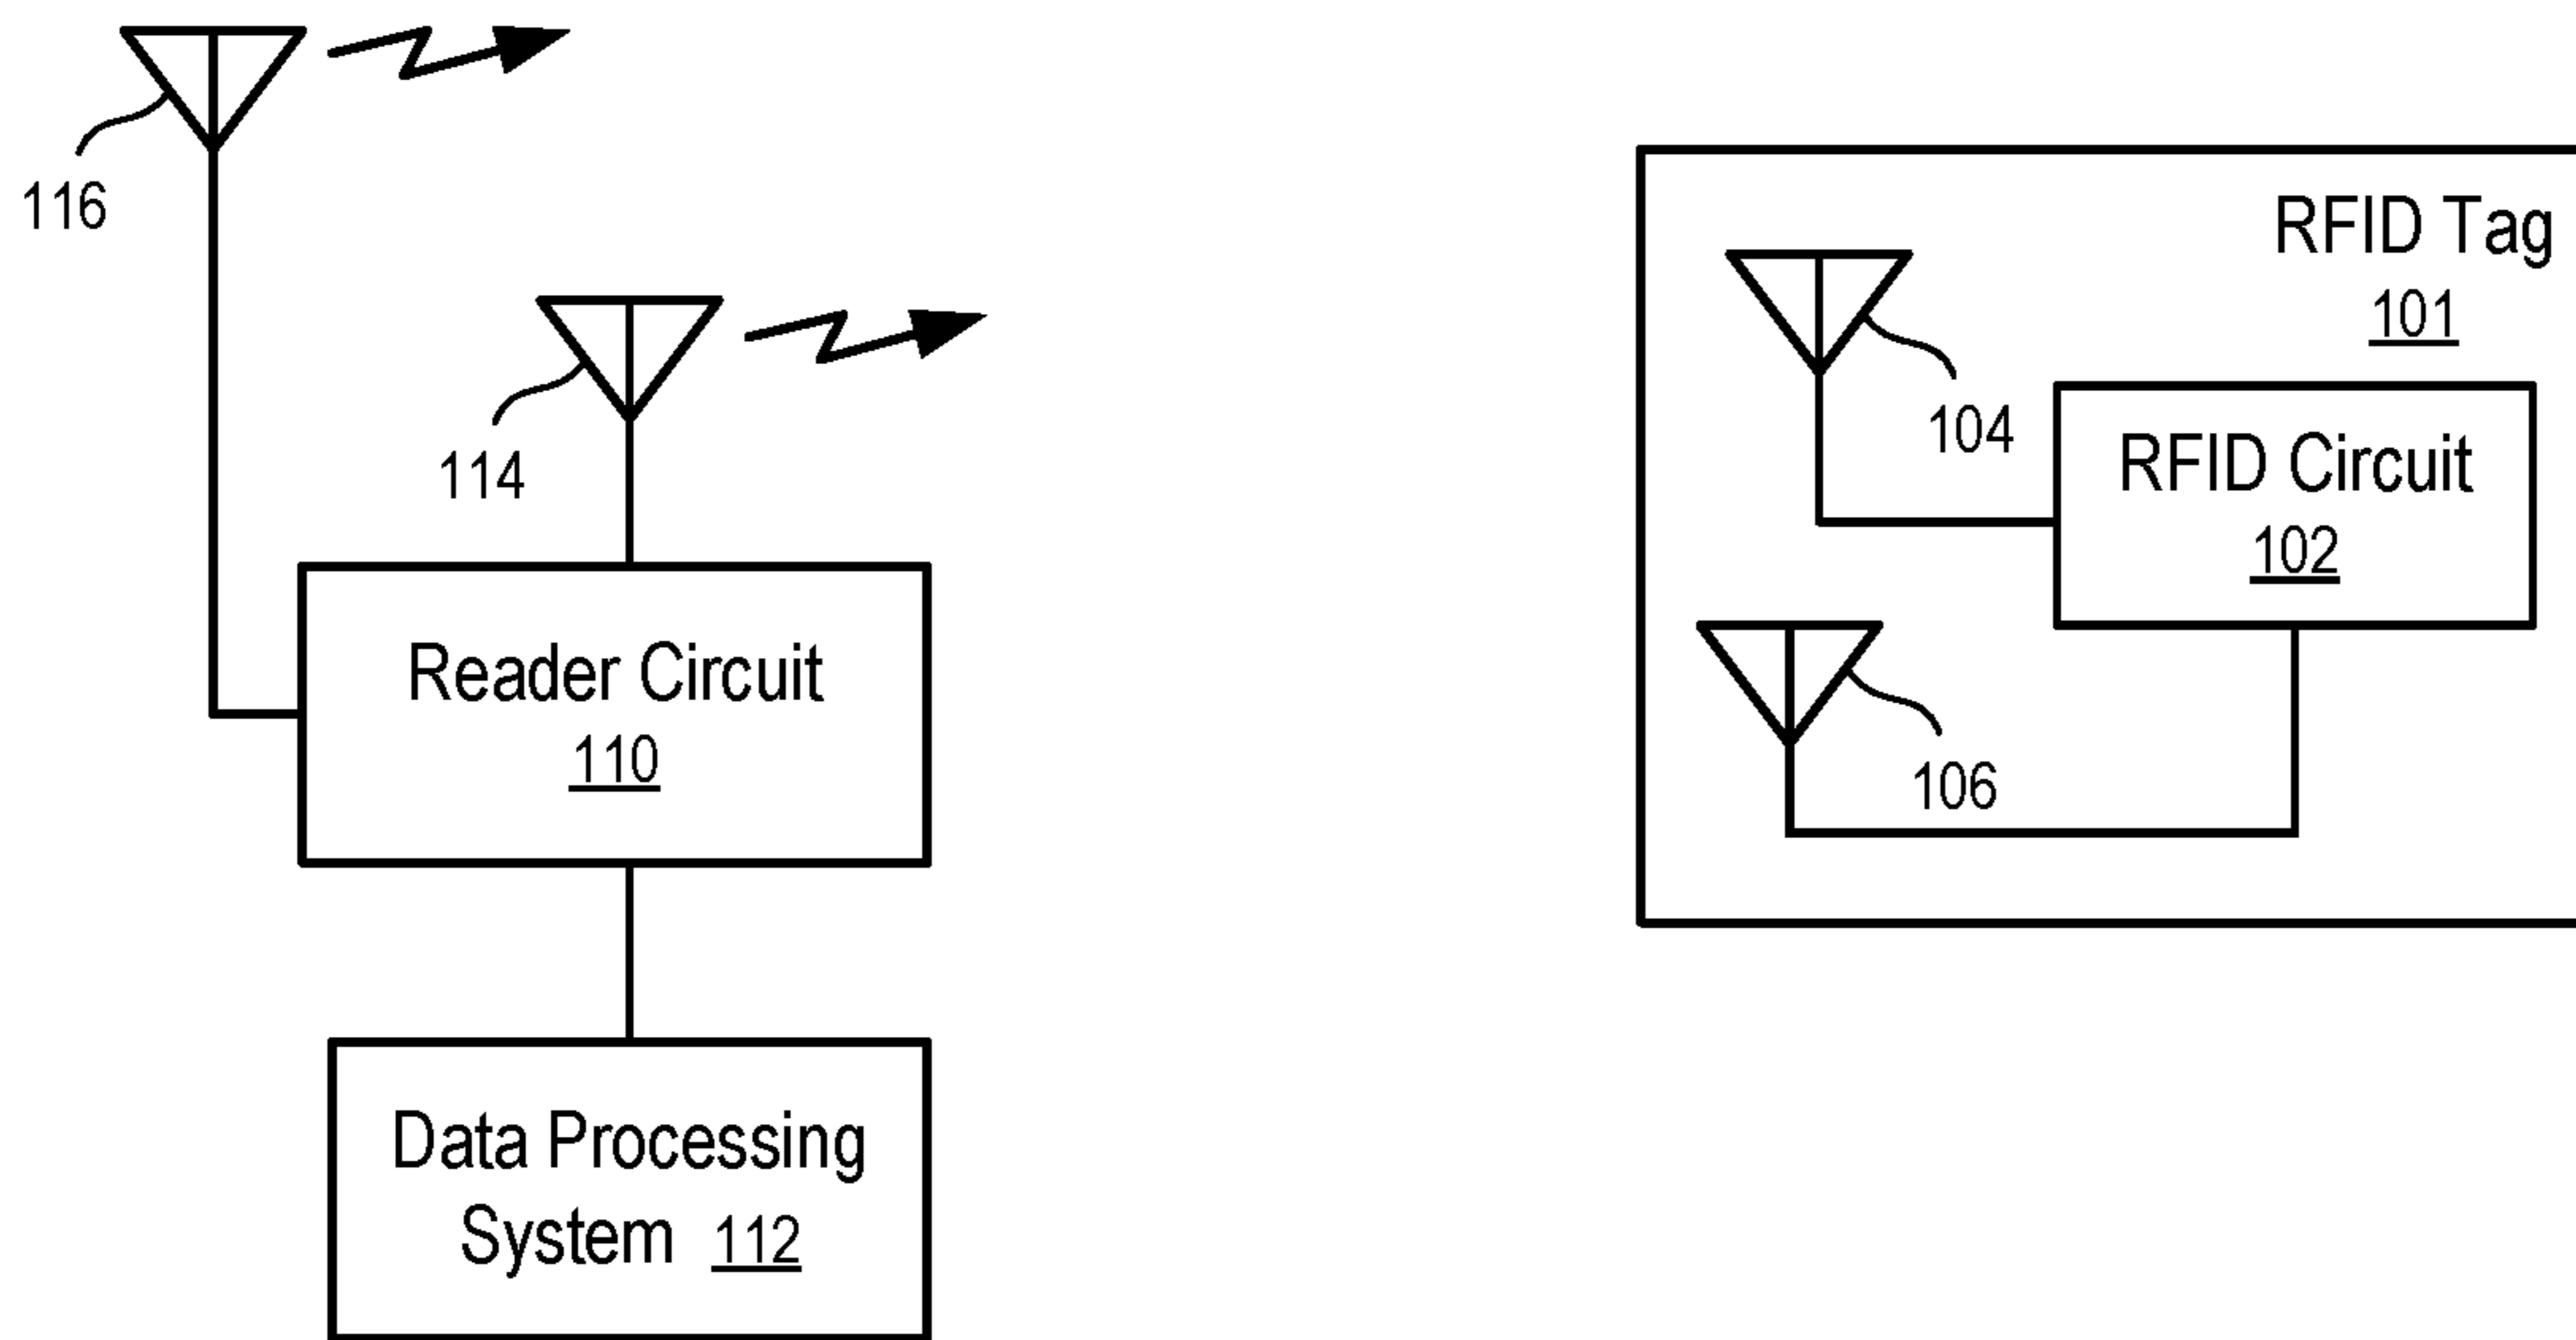 116
114
Reader Circuit
110
Data Processing
System 112
RFID Tag
101
104
RFID Circuit
102
106